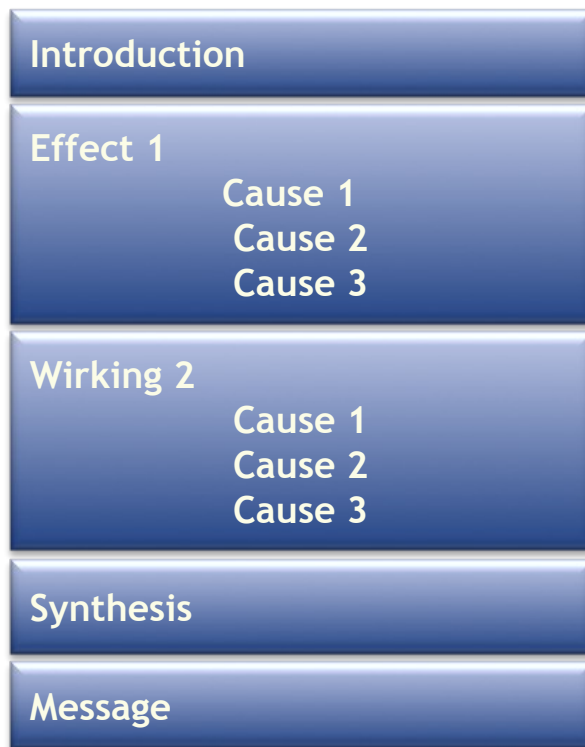 Introduction
Effect 1
Cause 1
Cause 2
Cause 3
Wirking 2
Cause 1
Cause 2
Cause 3
Synthesis
Message